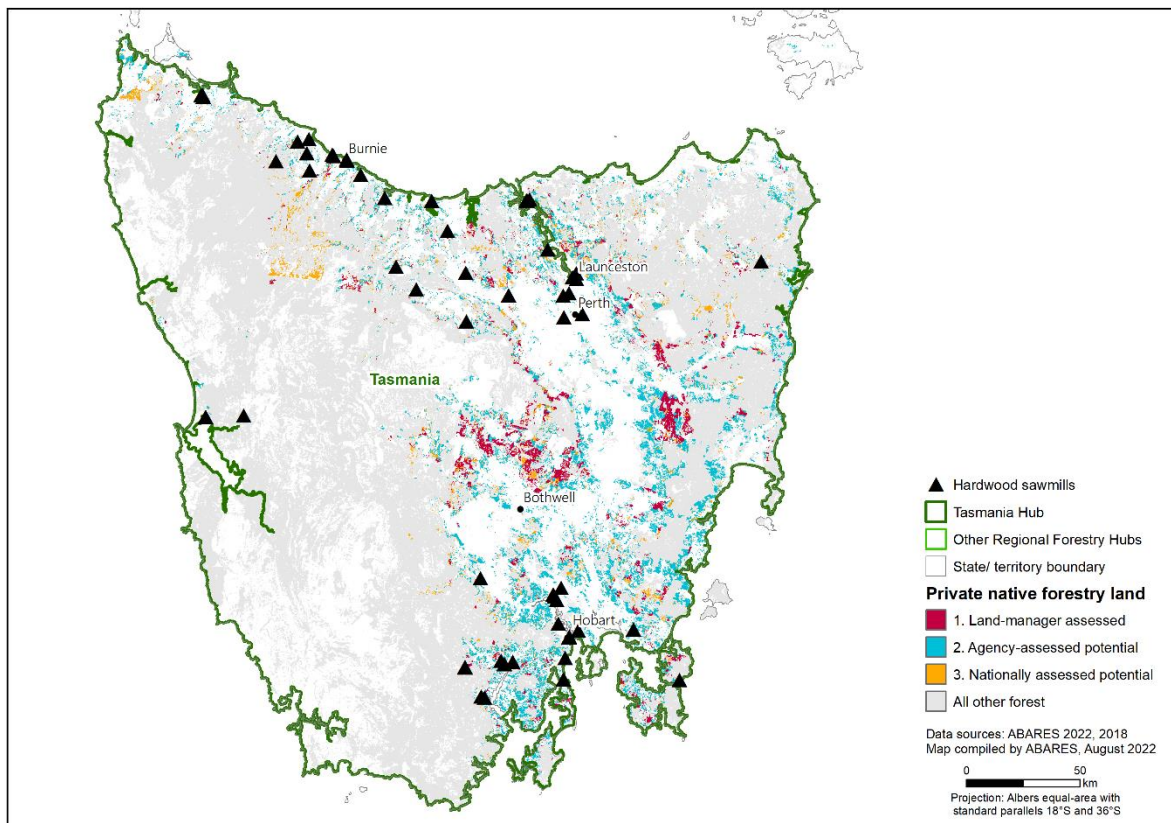 Burnie
Launceston
Perth
Tasmania
Bothwell
Hobart
Hardwood sawmills
Tasmania Hub
Other Regional Forestry Hubs
State/ territory boundary
Private native forestry land
1. Land-manager assessed
2. Agency-assessed potential
3. Nationally assessed potential
All other forest
Data sources: ABARES 2022, 2018
Map compiled by ABARES, August 2022
0 50
km
Projection: Albers equal-area with
standard parallels 18°S and 36°S